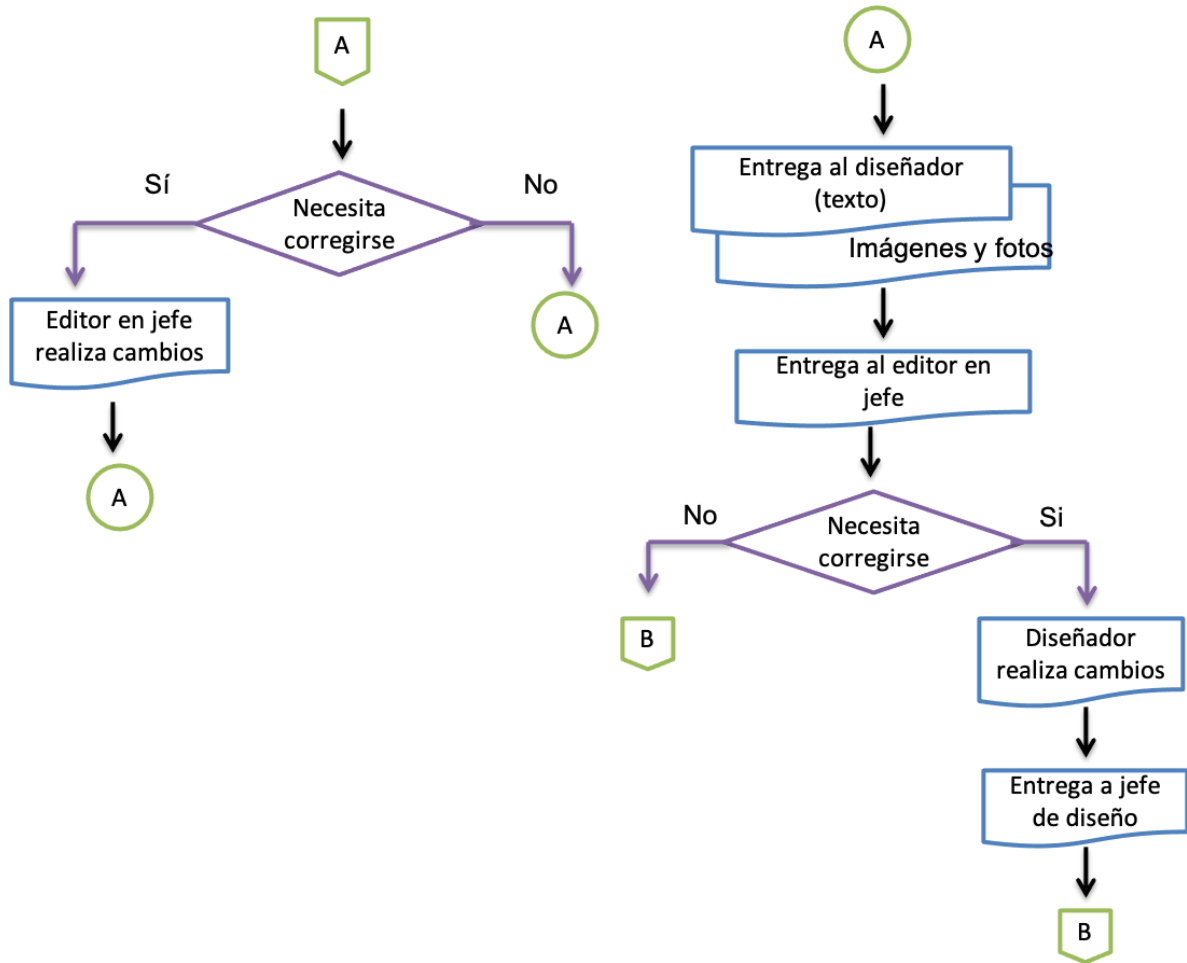 A
Sí
No
Necesita
corregirse
Editor en jefe
realiza cambios
A
A
A
Entrega al diseñador
(texto)
Imágenes y fotos
Entrega al editor en
jefe
No
Si
Necesita
corregirse
B
Diseñador
realiza cambios
Entrega a jefe
de diseño
B